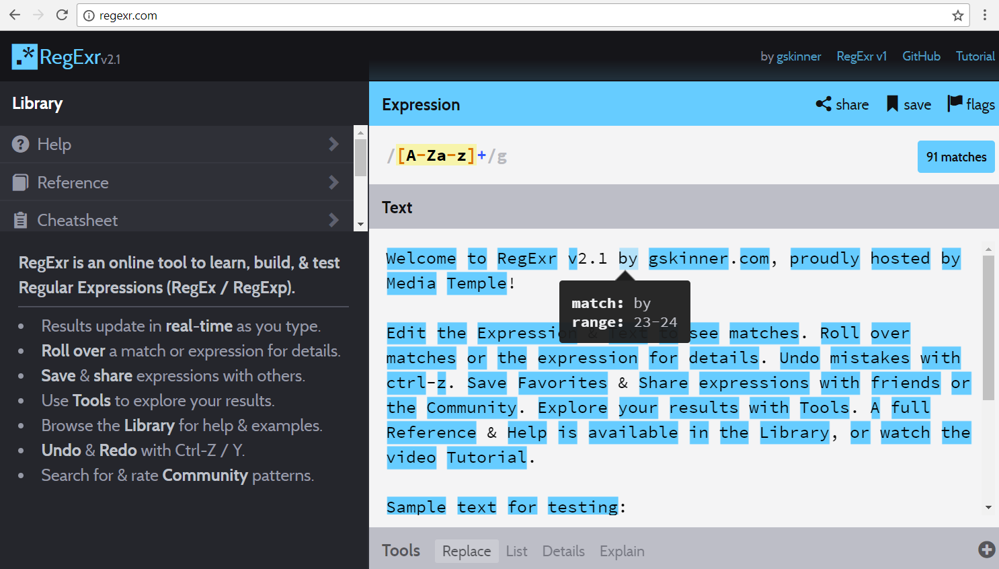 regexr.com
.* RegExr v2.1
by gskinner RegExr v1 GitHub Tutorial
Library
Help
Reference
Cheatsheet
RegExr is an online tool to learn, build, & test
Regular Expressions (RegEx / RegExp).
• Results update in real-time as you type.
• Roll over a match or expression for details.
• Save & share expressions with others.
• Use Tools to explore your results.
• Browse the Library for help & examples.
• Undo & Redo with Ctrl-Z / Y.
• Search for & rate Community patterns.
Expression share save flags
/[A-Za-z]+/g
91 matches
Text
Welcome to RegExr v2.1 by gskinner.com, proudly hosted by
Media Temple!
match: by
range: 23-24
Edit the Expression & Text to see matches. Roll over
matches or the expression for details. Undo mistakes with
ctrl-z. Save Favorites & Share expressions with friends or
the Community. Explore your results with Tools. A full
Reference & Help is available in the Library, or watch the
video Tutorial.
Sample text for testing:
Tools Replace List Details Explain